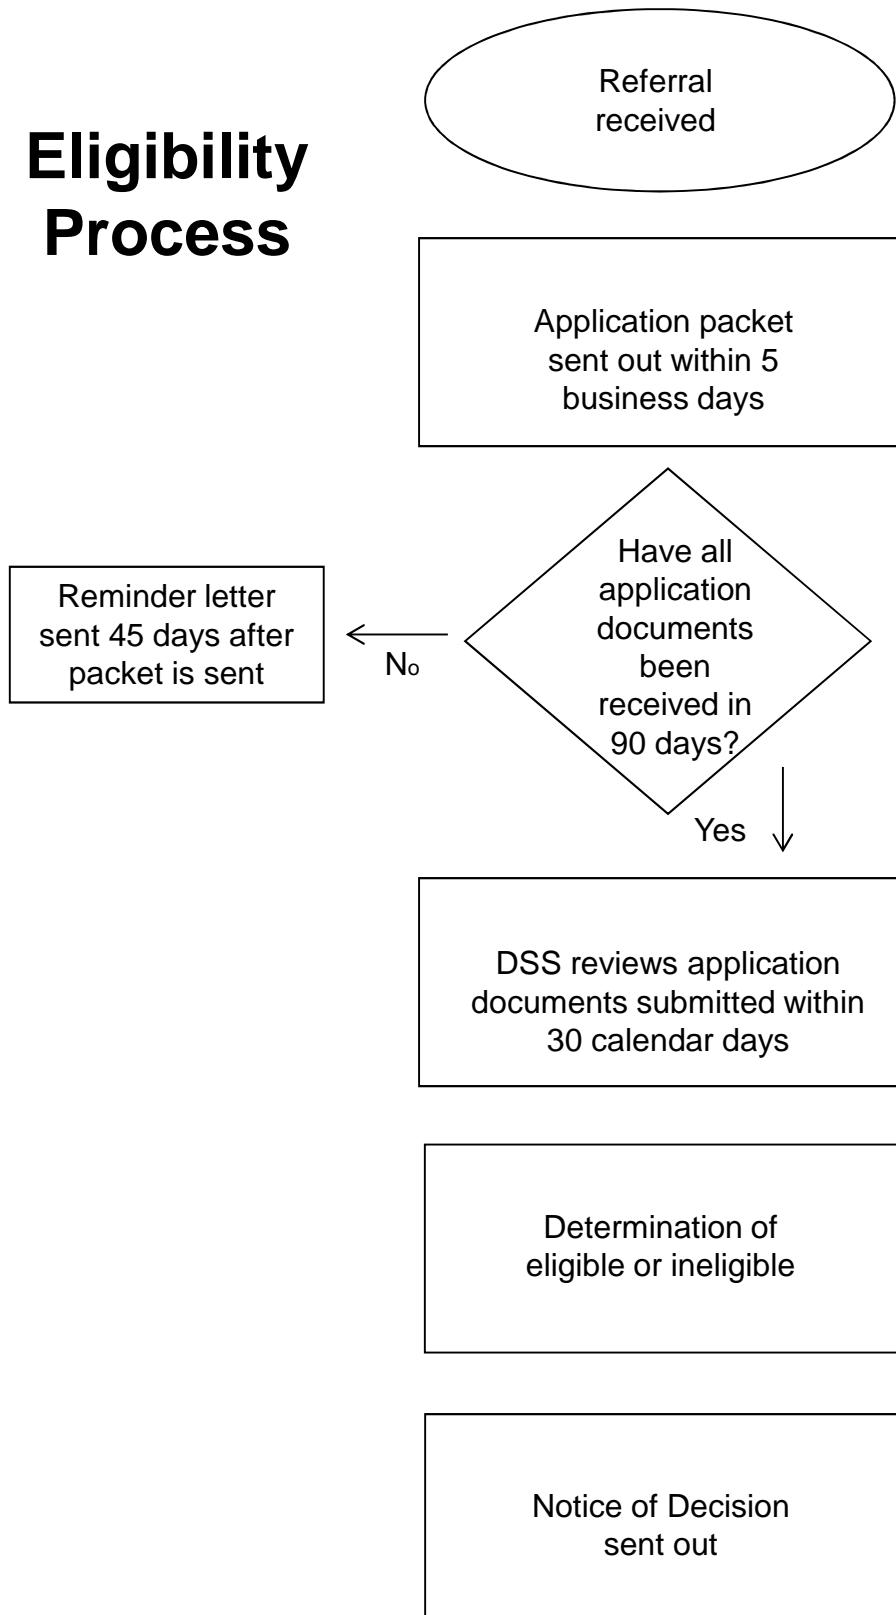 Eligibility
Process
Referral
received
Application packet
sent out within 5
business days
Have all
application
documents
been
received in
90 days?
No
Reminder letter
sent 45 days after
packet is sent
Yes
DSS reviews application
documents submitted within
30 calendar days
Determination of
eligible or ineligible
Notice of Decision
sent out